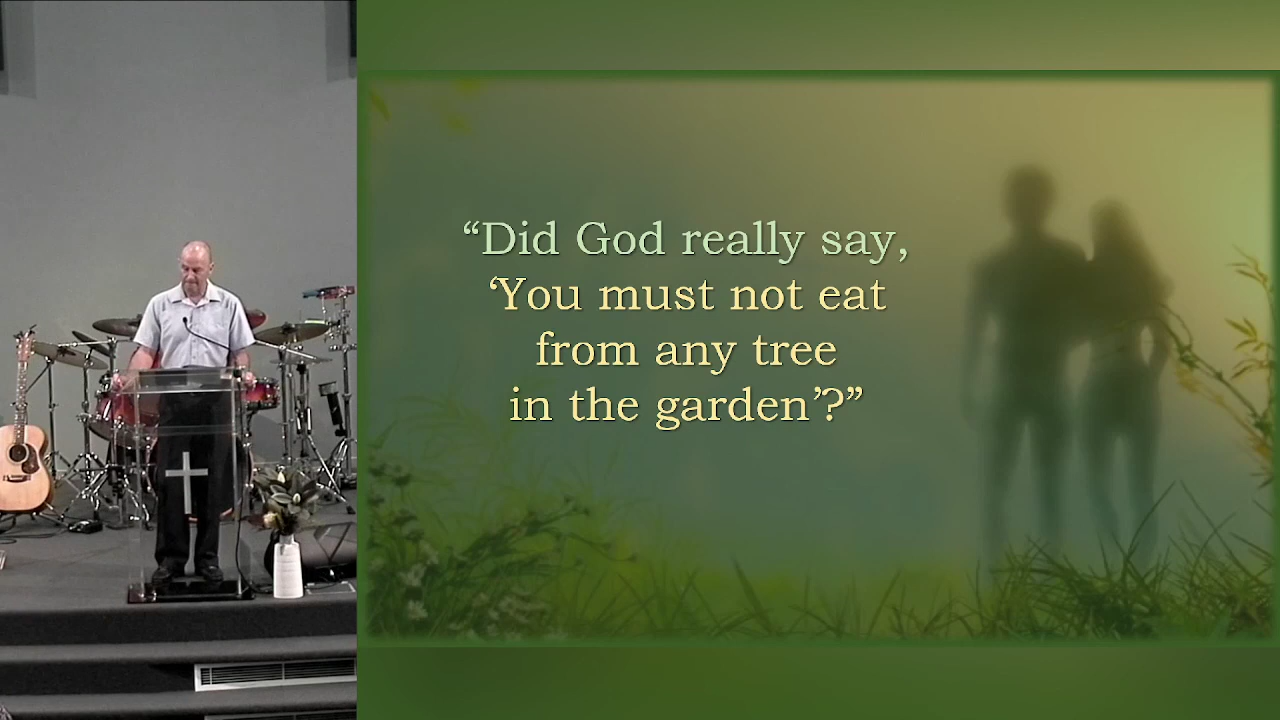 “Did God really say,
‘You must not eat
from any tree
in the garden’?”